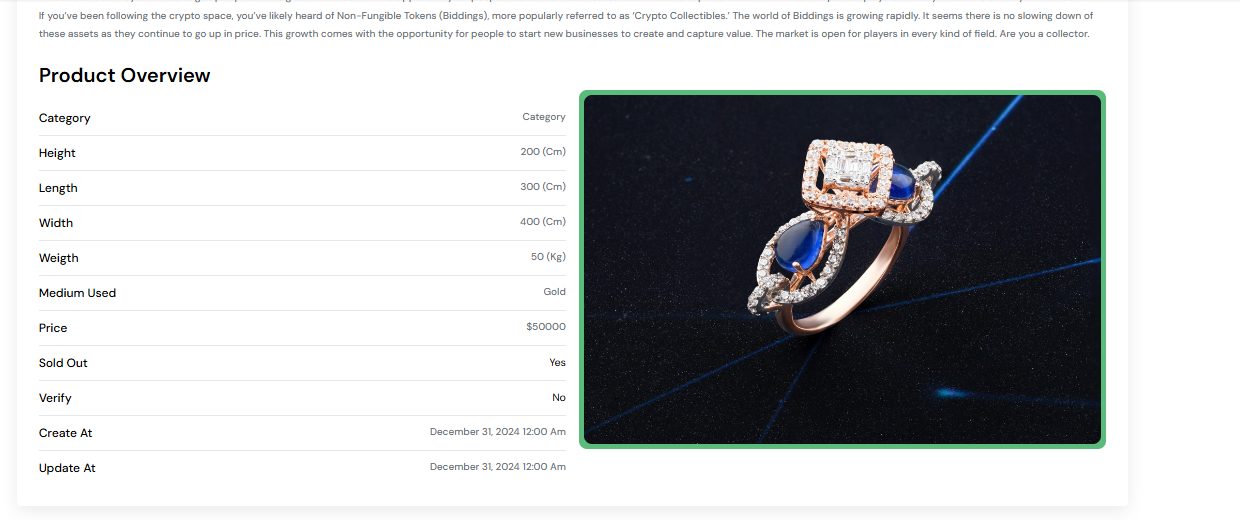 If you've been following the crypto space, you've likely heard of Non-Fungible Tokens (Biddings), more popularly referred to as 'Crypto Collectibles.' The world of Biddings is growing rapidly. It seems there is no slowing down of
these assets as they continue to go up in price. This growth comes with the opportunity for people to start new businesses to create and capture value. The market is open for players in every kind of field. Are you a collector.
Product Overview
Category Category
Height 200 (Cm)
Length 300 (Cm)
Width 400 (Cm)
Weigth 50 (Kg)
Medium Used Gold
Price $50000
Sold Out Yes
Verify No
Create At December 31, 2024 12:00 Am
Update At December 31, 2024 12:00 Am